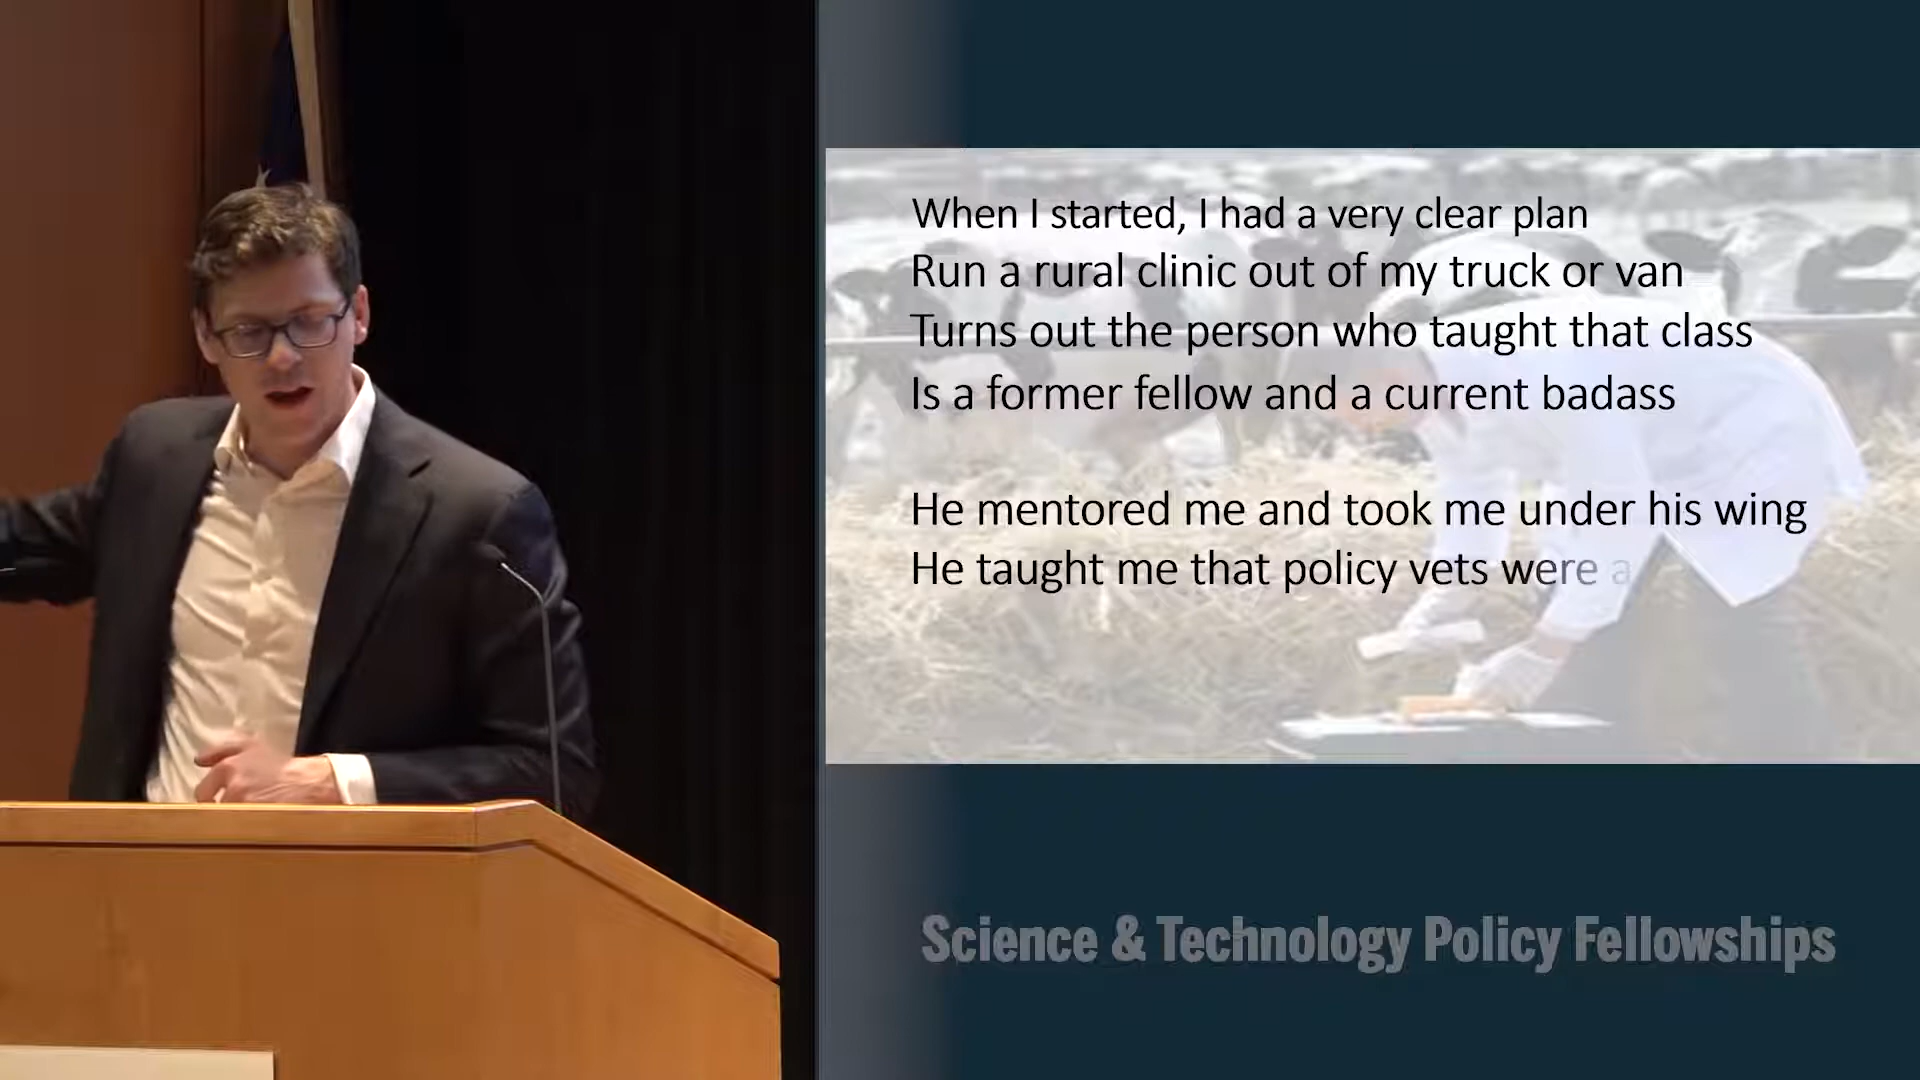 When I started, I had a very clear plan
Run a rural clinic out of my truck or van
Turns out the person who taught that class
Is a former fellow and a current badass
He mentored me and took me under his wing
He taught me that policy vets were a
Science & Technology Policy Fellowships